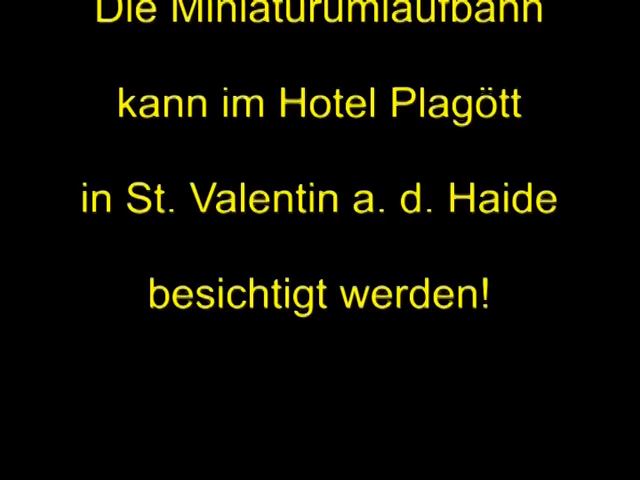 Die Miniaturumlaufbahn
kann im Hotel Plagött
in St. Valentin a. d. Haide
besichtigt werden!